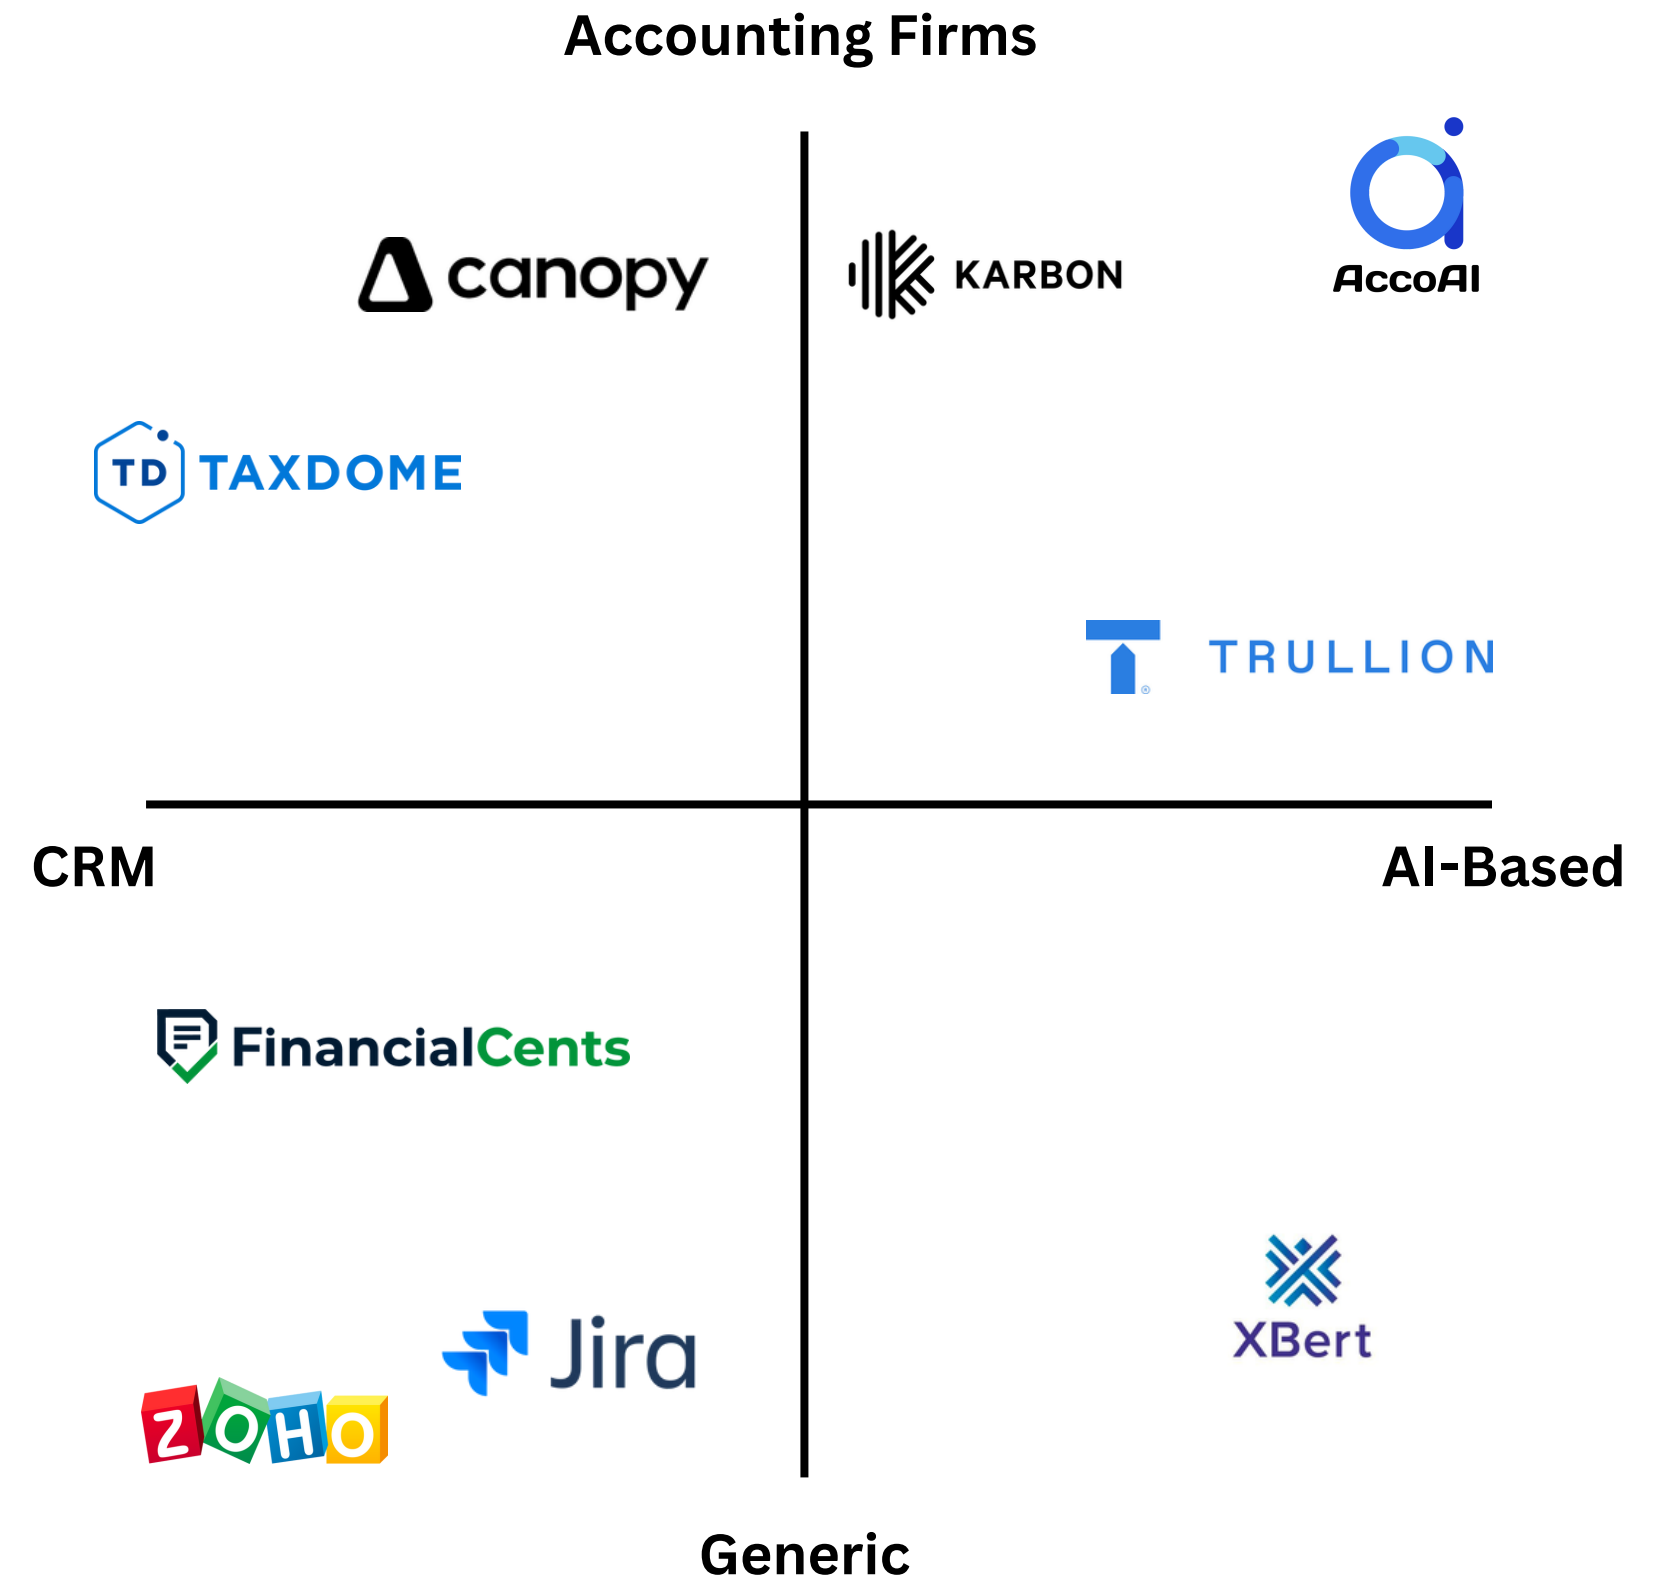 Accounting Firms
canopy
KARBON
AccoAI
TD TAXDOME
TRULLION
®
CRM
AI-Based
FinancialCents
XBert
Jira
ZOHO
Generic